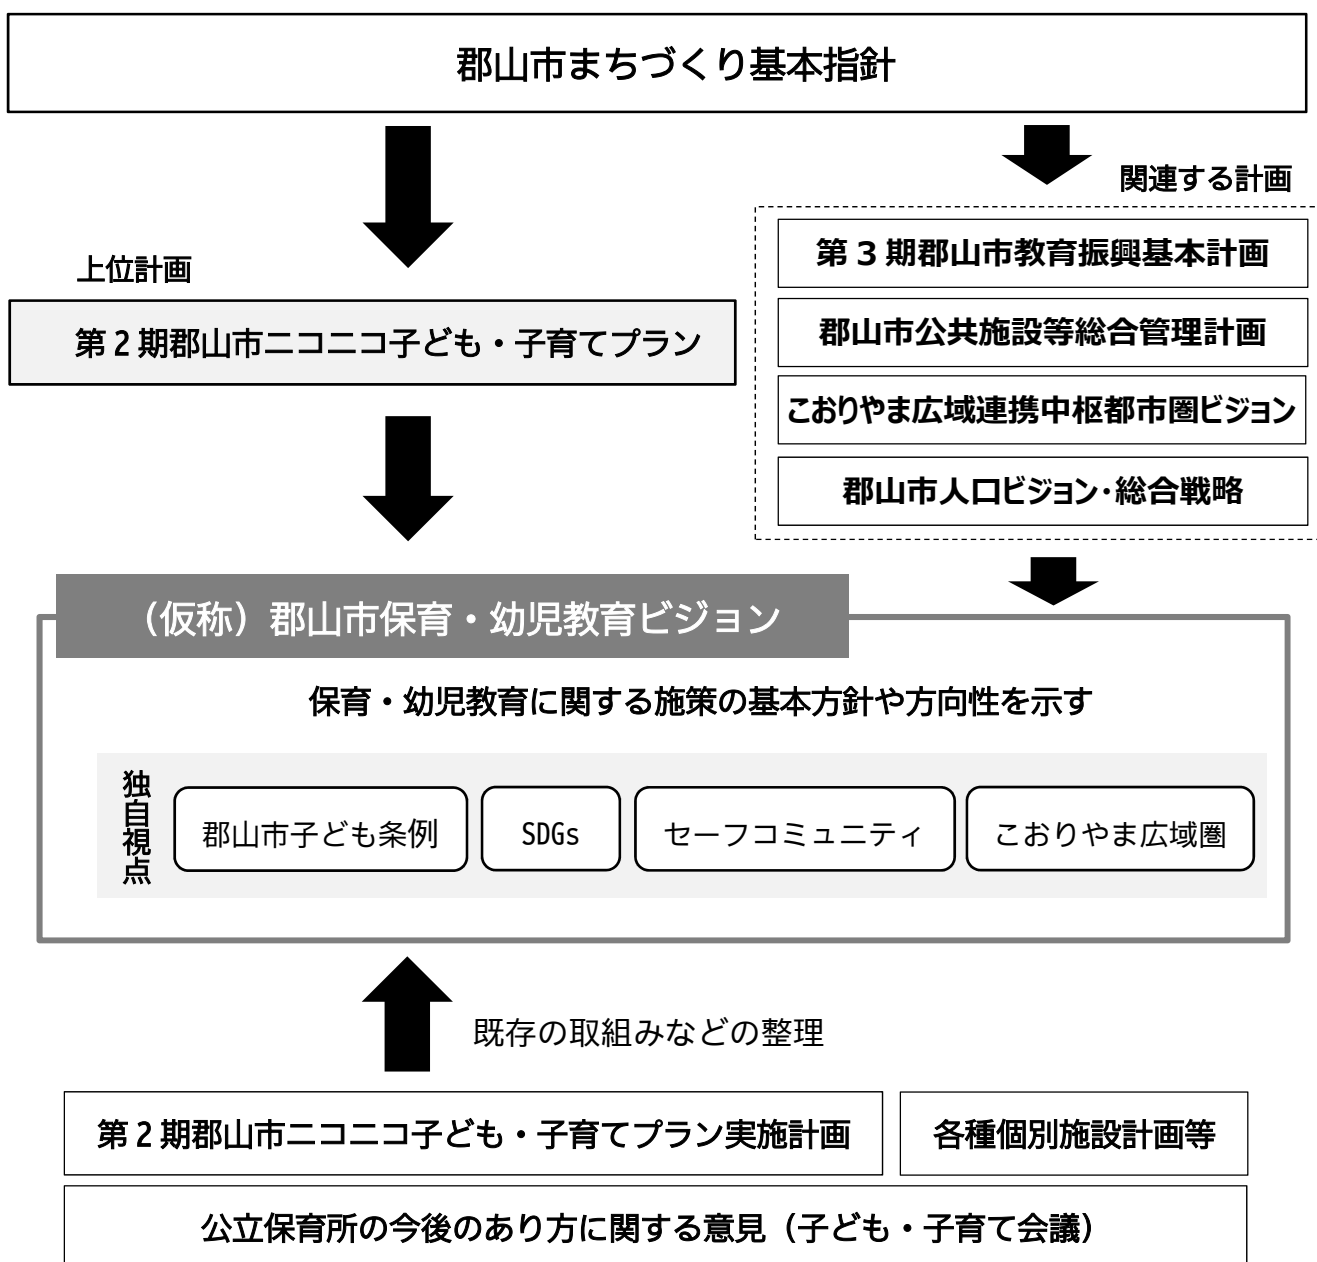 郡山市まちづくり基本指針
関連する計画
第3期郡山市教育振興基本計画
郡山市公共施設等総合管理計画
こおりやま広域連携中枢都市圏ビジョン
郡山市人口ビジョン・総合戦略
上位計画
第2期郡山市ニコニコ子ども・子育てプラン
（仮称）郡山市保育・幼児教育ビジョン
保育・幼児教育に関する施策の基本方針や方向性を示す
独自視点
郡山市子ども条例
SDGs
セーフコミュニティ
こおりやま広域圏
既存の取組みなどの整理
第2期郡山市ニコニコ子ども・子育てプラン実施計画
各種個別施設計画等
公立保育所の今後のあり方に関する意見（子ども・子育て会議）